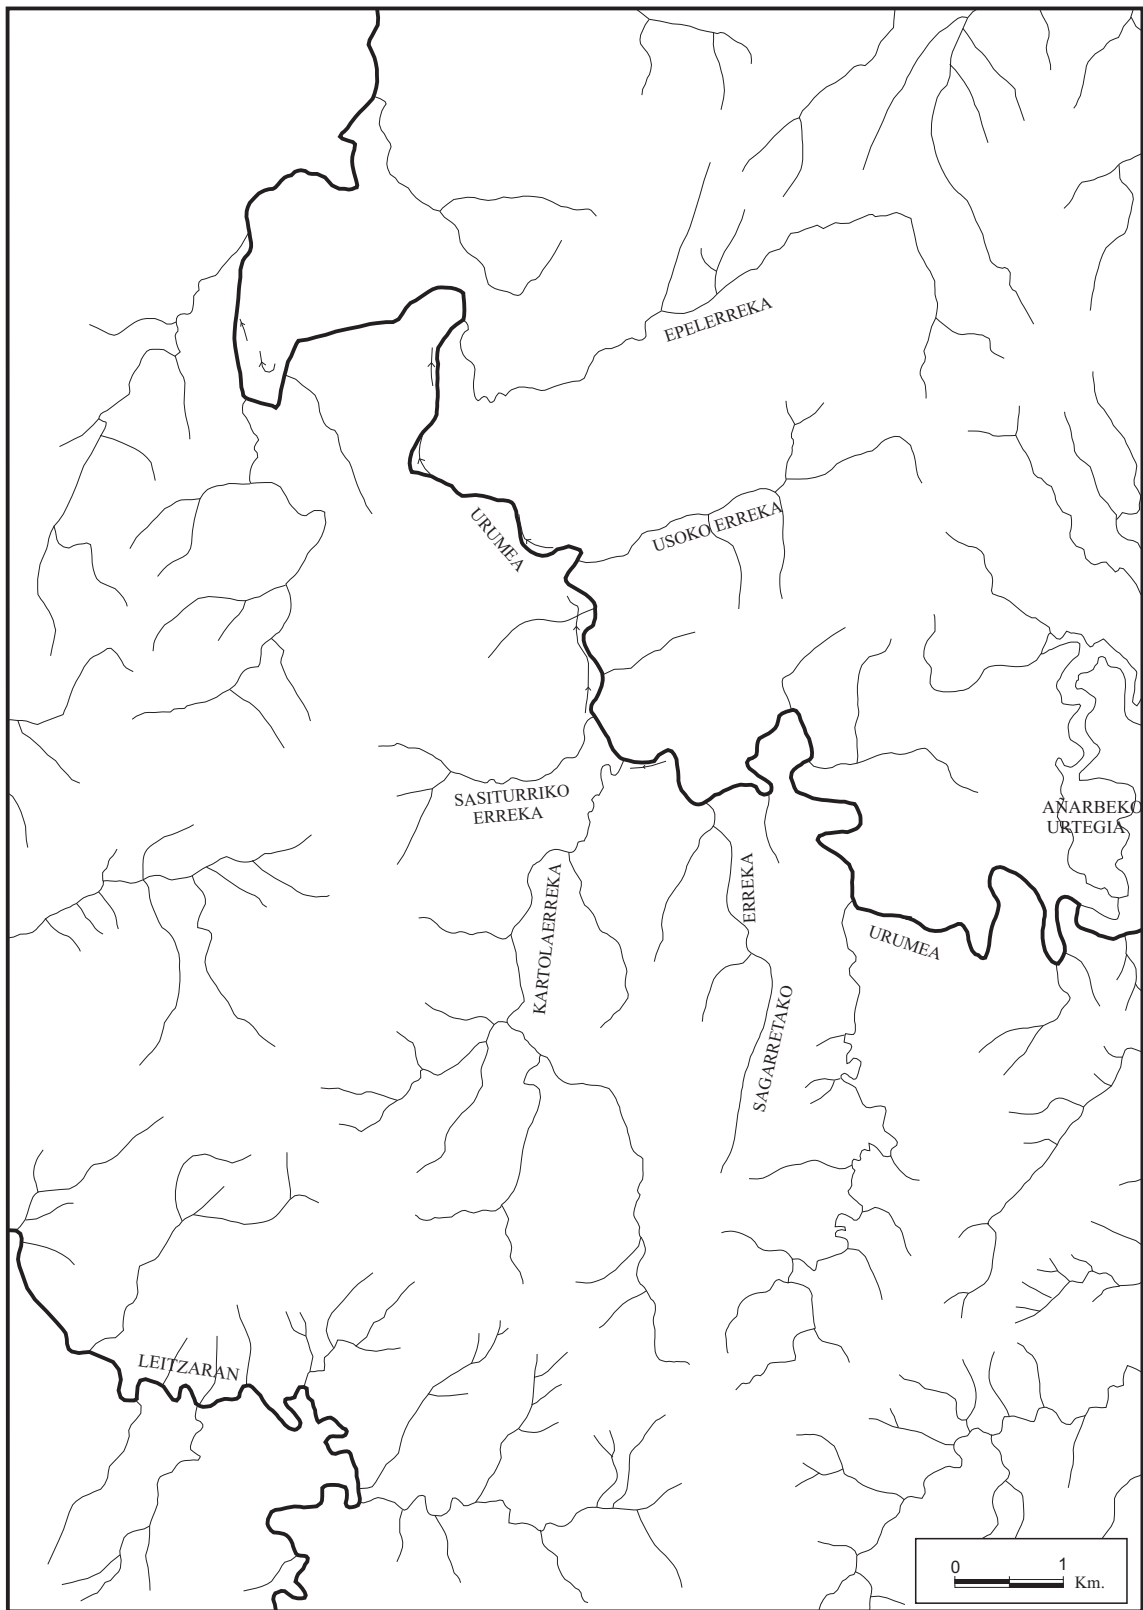 EPELERREKA
USOKO ERREKA
URUMEA
SASITURRIKO
ERREKA
AÑARBEKO
URTEGIA
KARTOLAERREKA
ERREKA
SAGARRETAKO
URUMEA
LEITZARAN
0 1
Km.